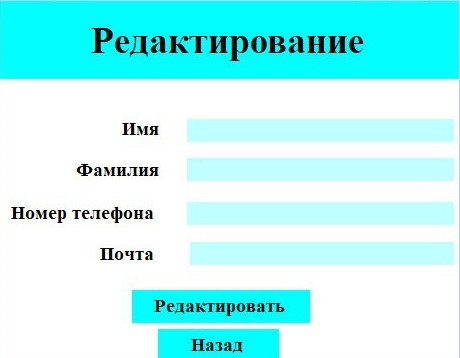 Редактирование
Имя
Фамилия
Номер телефона
Почта
Редактировать
Назад